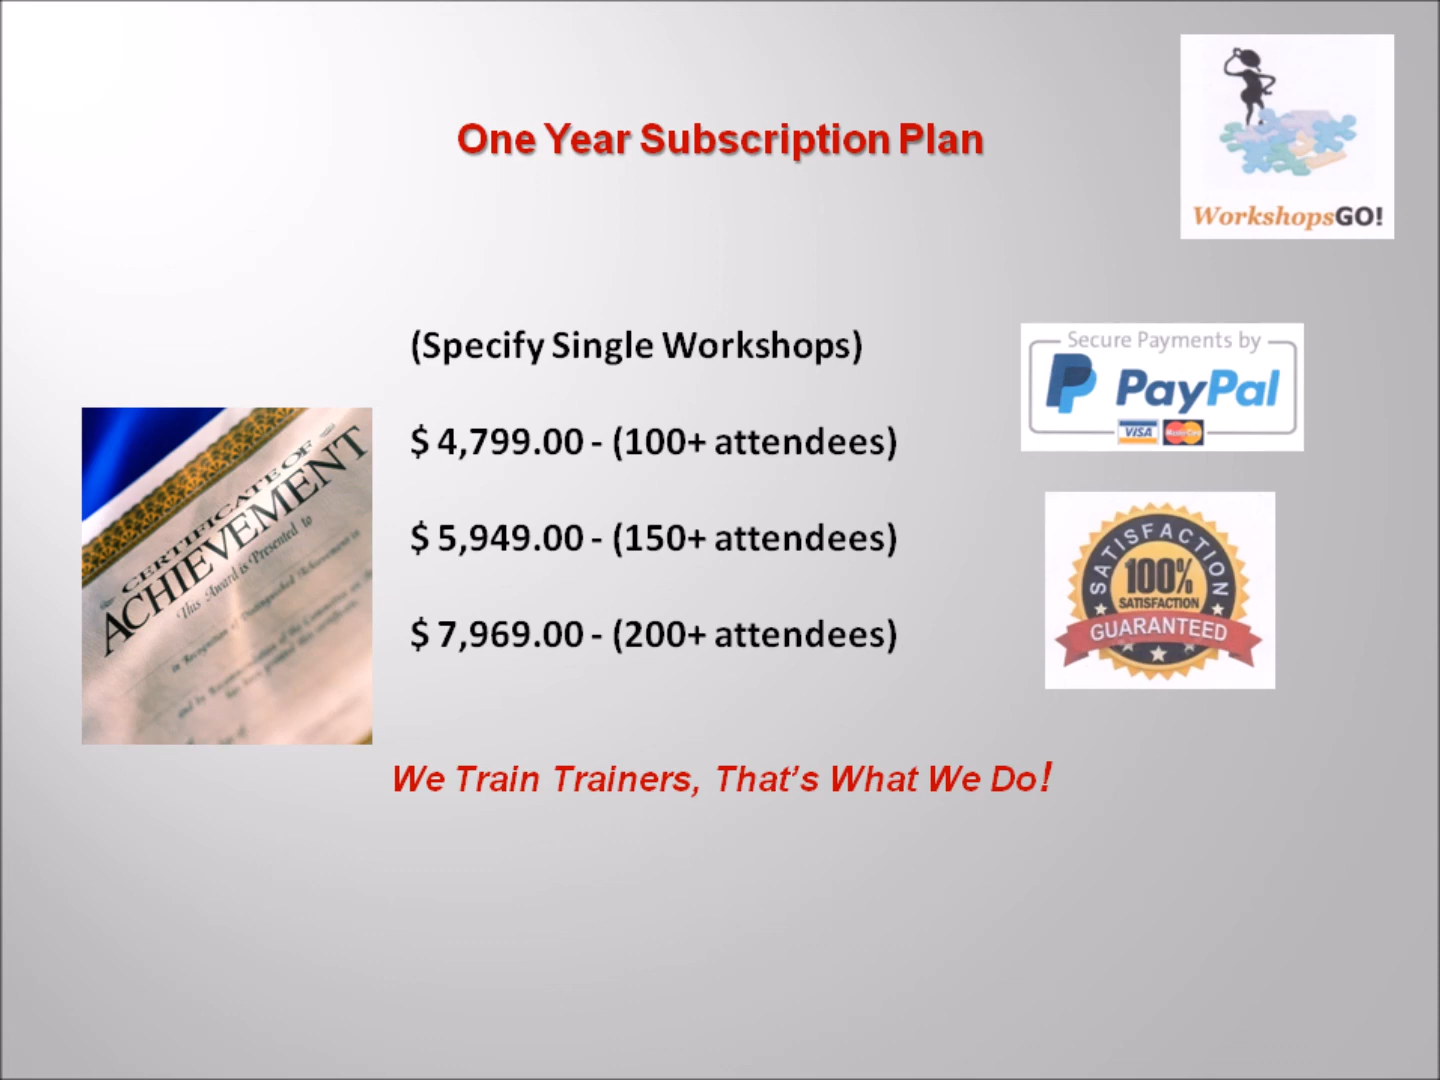 One Year Subscription Plan
WorkshopsGO!
(Specify Single Workshops)
$ 4,799.00 - (100+ attendees)
$ 5,949.00 - (150+ attendees)
$ 7,969.00 - (200+ attendees)
Secure Payments by
PayPal
VISA MasterCard
SATISFACTION
100%
SATISFACTION
GUARANTEED
CERTIFICATE OF
ACHIEVEMENT
This Award is Presented to
We Train Trainers, That's What We Do!